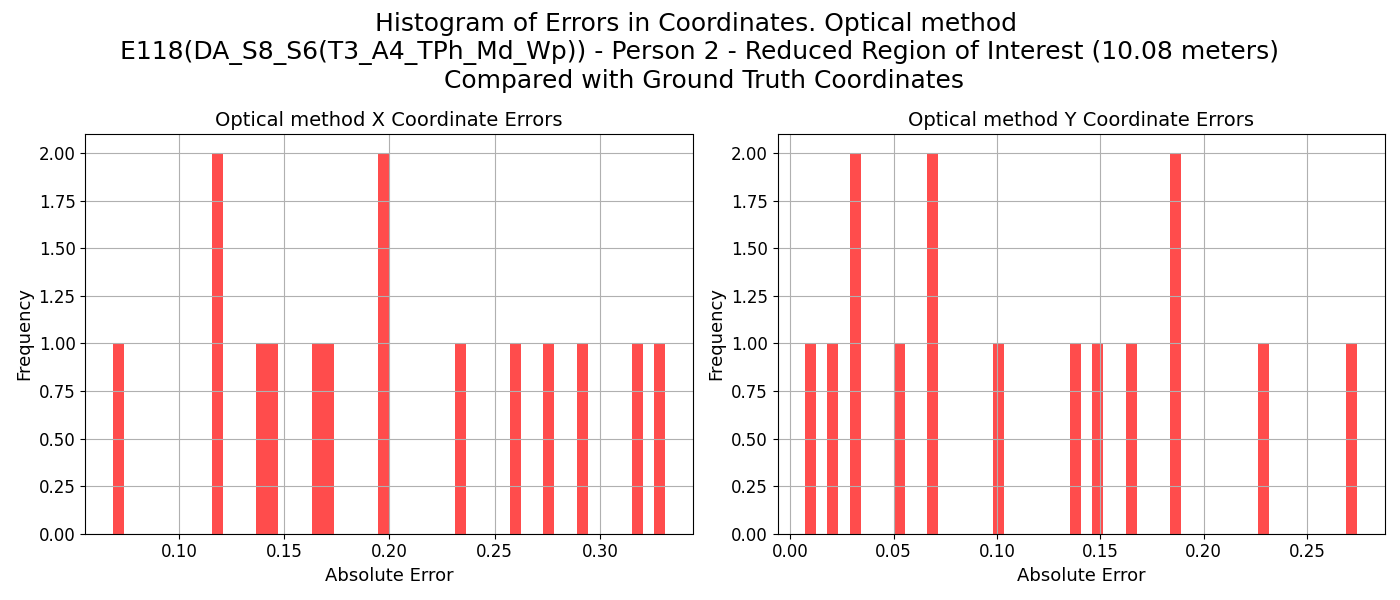 Histogram of Errors in Coordinates. Optical method
E118(DA_S8_S6(T3_A4_TPh_Md_Wp)) - Person 2 - Reduced Region of Interest (10.08 meters)
Compared with Ground Truth Coordinates
Optical method X Coordinate Errors
2.00
1.75
1.50
1.25
1.00
0.75
0.50
0.25
0.00
Frequency
0.10 0.15 0.20 0.25 0.30
Absolute Error
Optical method Y Coordinate Errors
2.00
1.75
1.50
1.25
1.00
0.75
0.50
0.25
0.00
Frequency
0.00 0.05 0.10 0.15 0.20 0.25
Absolute Error